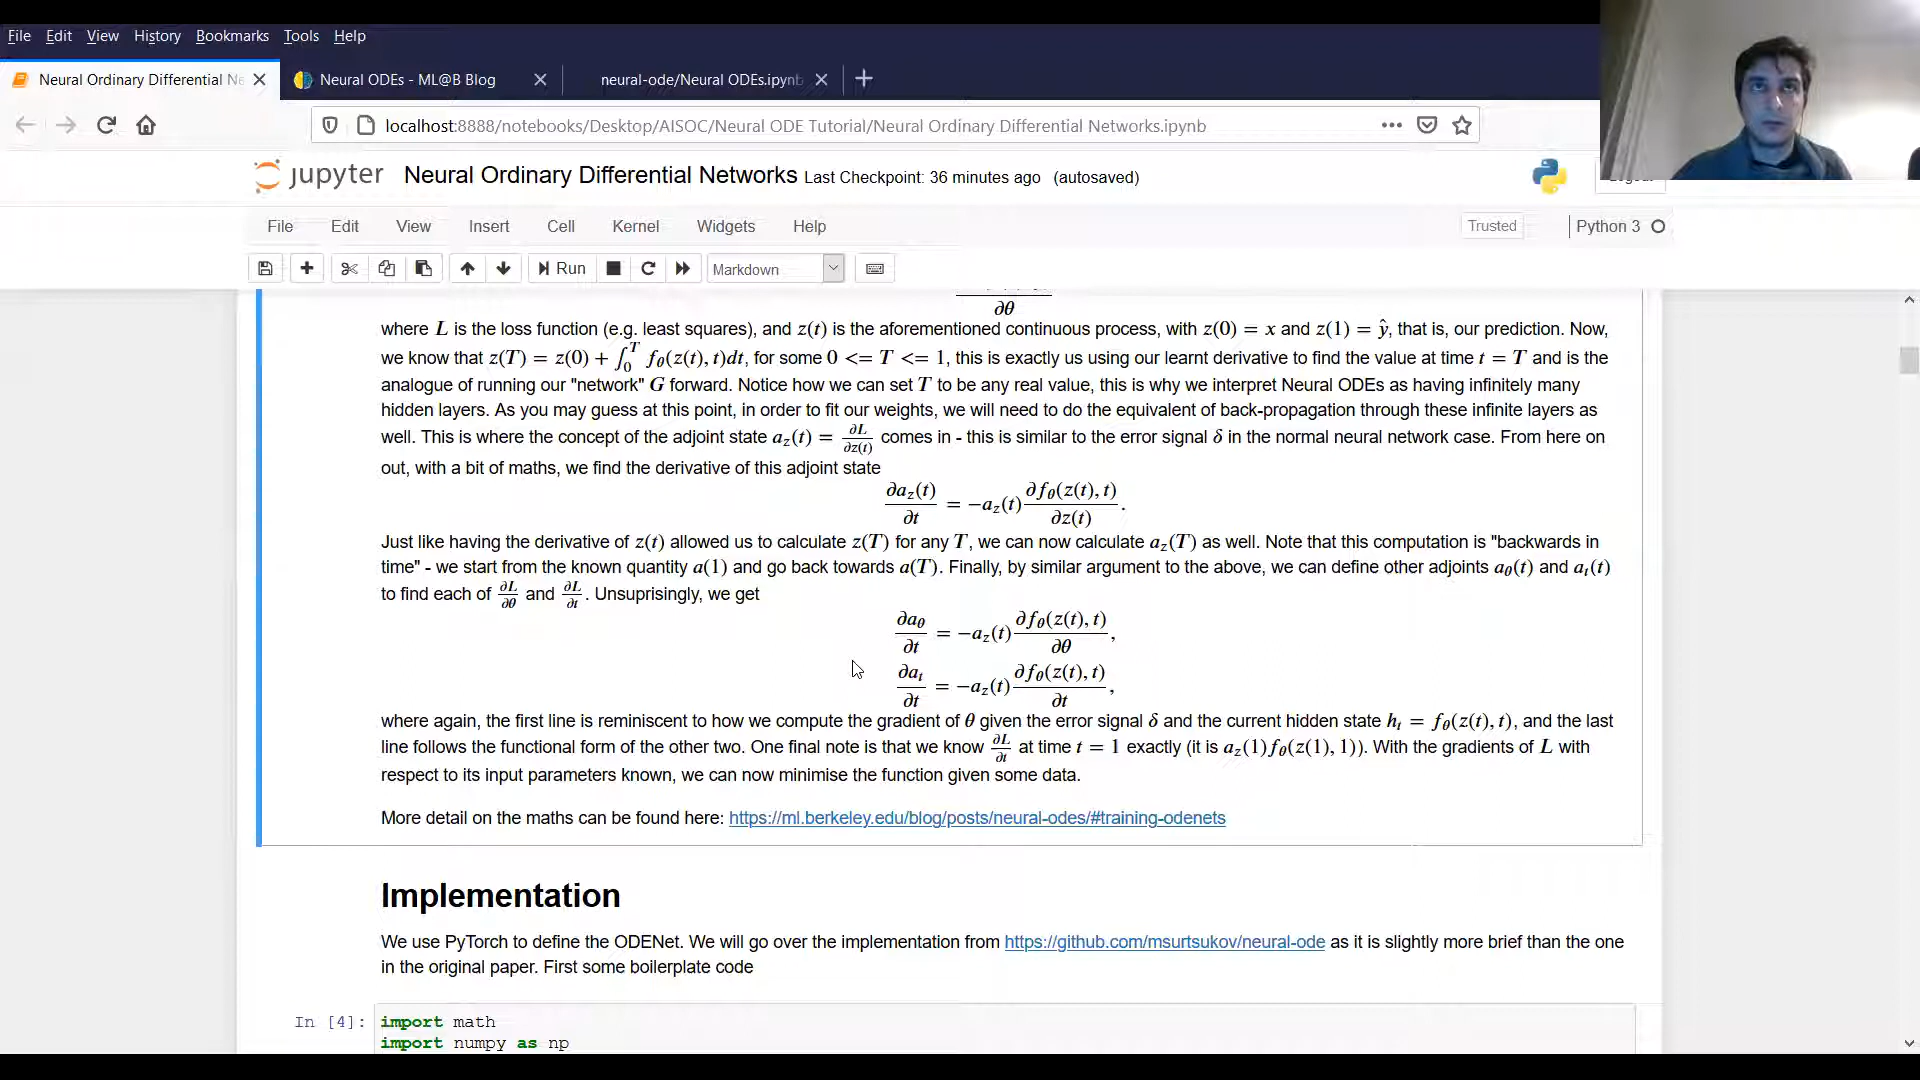 File Edit View History Bookmarks Tools Help
Neural Ordinary Differential Ne Neural ODEs - ML@B Blog neural-ode/Neural ODEs.ipynb
localhost:8888/notebooks/Desktop/AISOC/Neural ODE Tutorial/Neural Ordinary Differential Networks.ipynb
jupyter Neural Ordinary Differential Networks Last Checkpoint: 36 minutes ago (autosaved)
File Edit View Insert Cell Kernel Widgets Help Trusted Python 3
Run Markdown
∂θ
where L is the loss function (e.g. least squares), and z(t) is the aforementioned continuous process, with z(0) = x and z(1) = ŷ, that is, our prediction. Now,
we know that z(T) = z(0) + ∫₀ᵀ f_θ(z(t), t)dt, for some 0 <= T <= 1, this is exactly us using our learnt derivative to find the value at time t = T and is the
analogue of running our "network" G forward. Notice how we can set T to be any real value, this is why we interpret Neural ODEs as having infinitely many
hidden layers. As you may guess at this point, in order to fit our weights, we will need to do the equivalent of back-propagation through these infinite layers as
well. This is where the concept of the adjoint state a_z(t) = ∂L/∂z(t) comes in - this is similar to the error signal δ in the normal neural network case. From here on
out, with a bit of maths, we find the derivative of this adjoint state
∂a_z(t)/∂t = −a_z(t) ∂f_θ(z(t), t)/∂z(t).
Just like having the derivative of z(t) allowed us to calculate z(T) for any T, we can now calculate a_z(T) as well. Note that this computation is "backwards in
time" - we start from the known quantity a(1) and go back towards a(T). Finally, by similar argument to the above, we can define other adjoints a_θ(t) and a_t(t)
to find each of ∂L/∂θ and ∂L/∂t. Unsuprisingly, we get
∂a_θ/∂t = −a_z(t) ∂f_θ(z(t), t)/∂θ,
∂a_t/∂t = −a_z(t) ∂f_θ(z(t), t)/∂t,
where again, the first line is reminiscent to how we compute the gradient of θ given the error signal δ and the current hidden state h_t = f_θ(z(t), t), and the last
line follows the functional form of the other two. One final note is that we know ∂L/∂t at time t = 1 exactly (it is a_z(1)f_θ(z(1), 1)). With the gradients of L with
respect to its input parameters known, we can now minimise the function given some data.
More detail on the maths can be found here: https://ml.berkeley.edu/blog/posts/neural-odes/#training-odenets
Implementation
We use PyTorch to define the ODENet. We will go over the implementation from https://github.com/msurtsukov/neural-ode as it is slightly more brief than the one
in the original paper. First some boilerplate code
In [4]: import math
import numpy as np